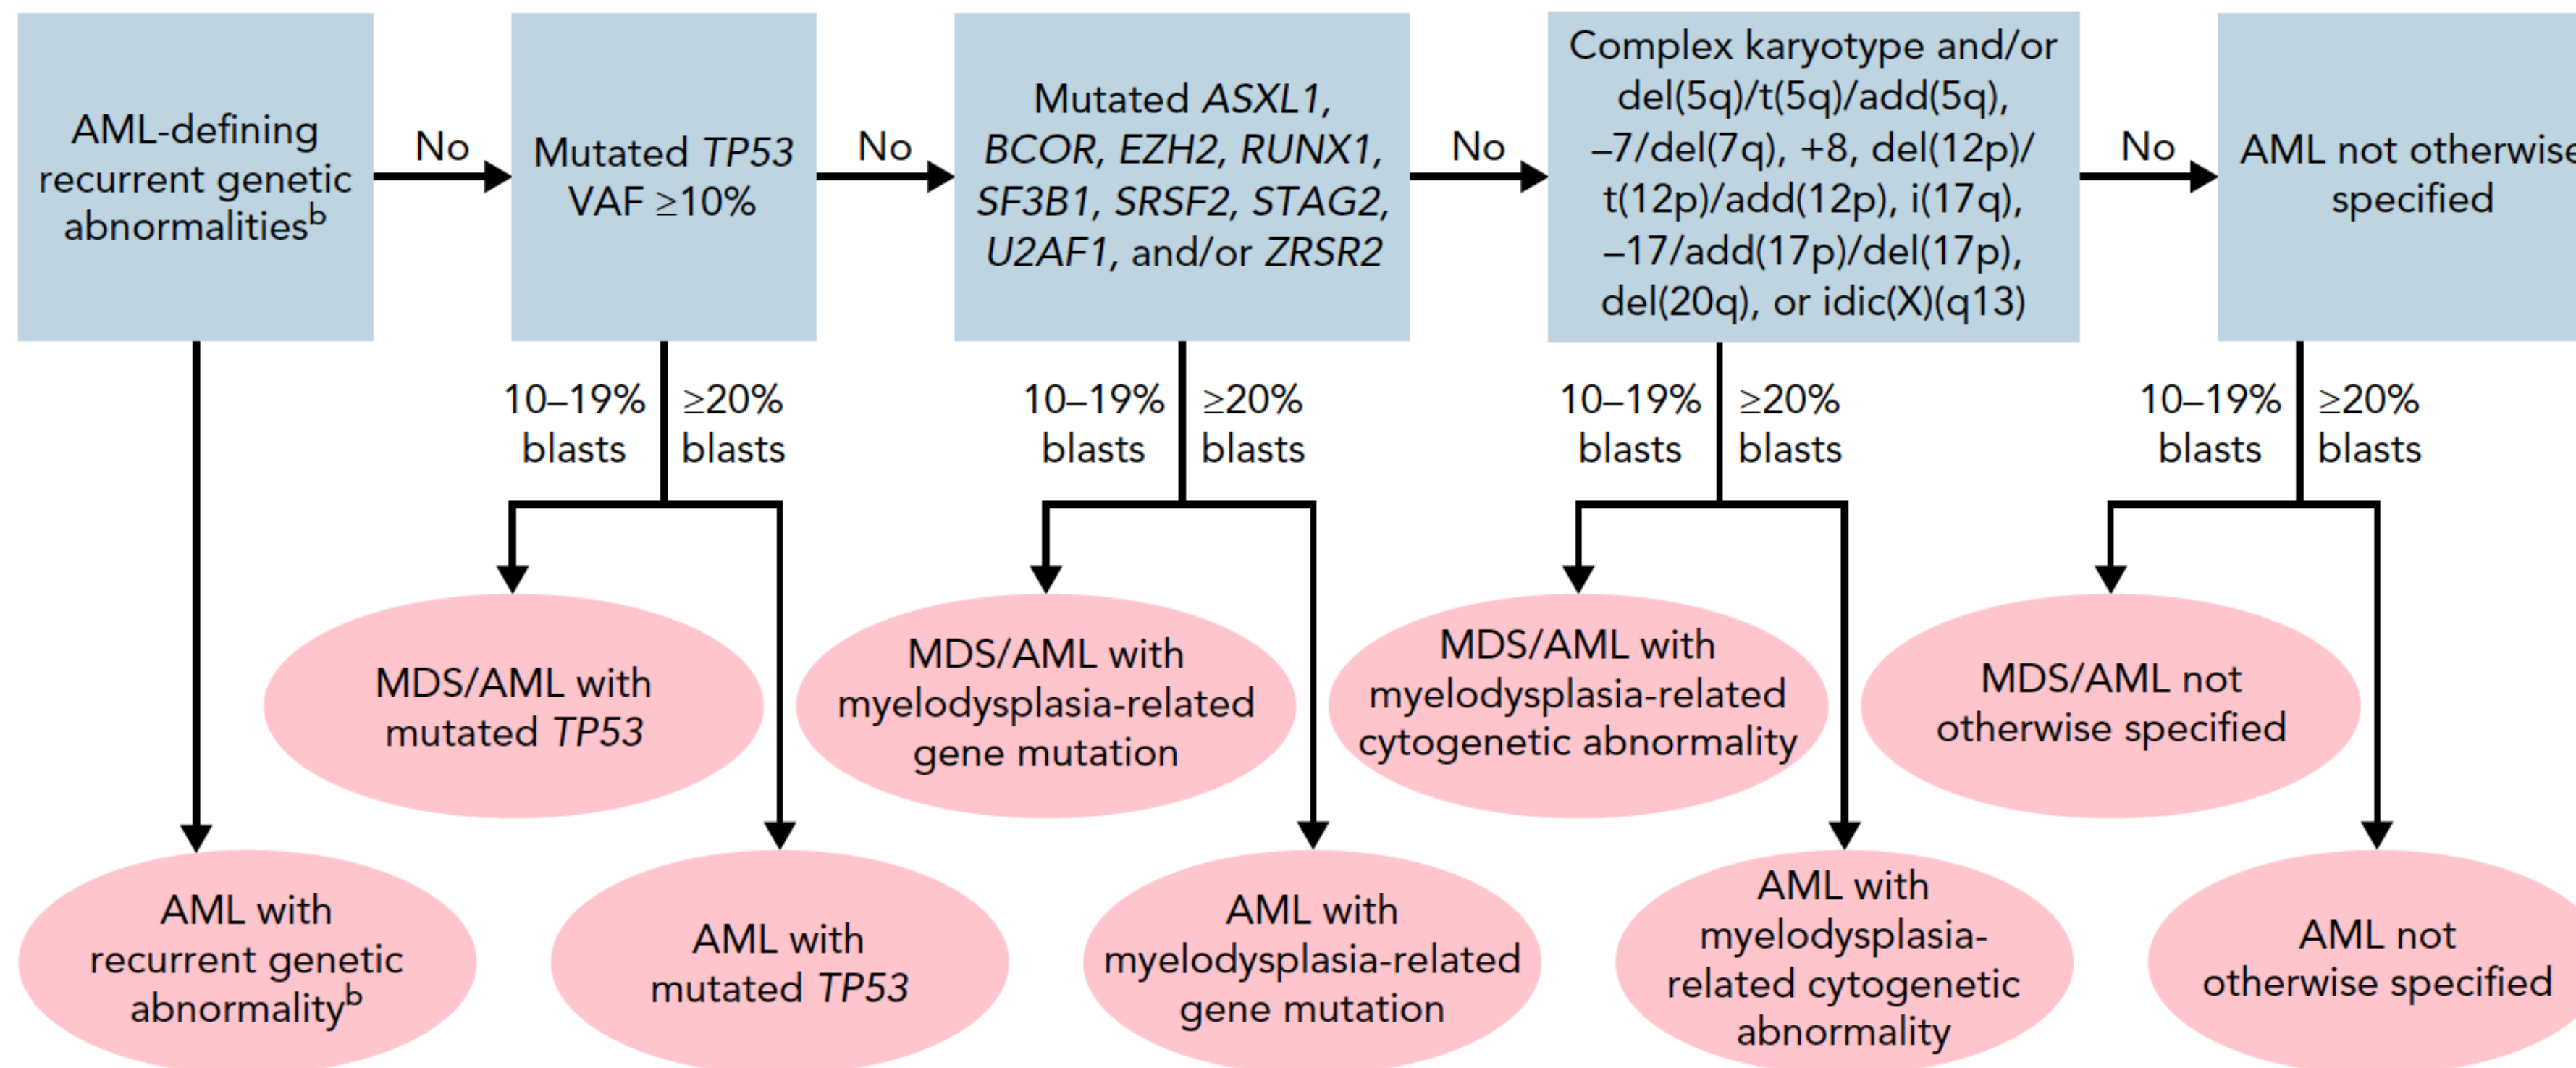 AML-defining
recurrent genetic
abnormalitiesᵇ
No
Mutated TP53
VAF ≥10%
No
Mutated ASXL1,
BCOR, EZH2, RUNX1,
SF3B1, SRSF2, STAG2,
U2AF1, and/or ZRSR2
No
Complex karyotype and/or
del(5q)/t(5q)/add(5q),
–7/del(7q), +8, del(12p)/
t(12p)/add(12p), i(17q),
–17/add(17p)/del(17p),
del(20q), or idic(X)(q13)
No
AML not otherwise
specified
10–19%
blasts
≥20%
blasts
10–19%
blasts
≥20%
blasts
10–19%
blasts
≥20%
blasts
10–19%
blasts
≥20%
blasts
MDS/AML with
mutated TP53
MDS/AML with
myelodysplasia-related
gene mutation
MDS/AML with
myelodysplasia-related
cytogenetic abnormality
MDS/AML not
otherwise specified
AML with
recurrent genetic
abnormalityᵇ
AML with
mutated TP53
AML with
myelodysplasia-related
gene mutation
AML with
myelodysplasia-
related cytogenetic
abnormality
AML not
otherwise specified